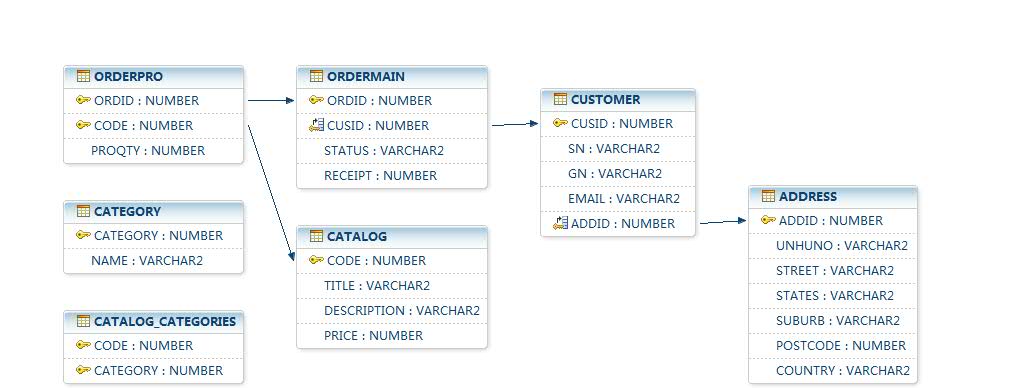 ORDERPRO
ORDID : NUMBER
CODE : NUMBER
PROQTY : NUMBER
CATEGORY
CATEGORY : NUMBER
NAME : VARCHAR2
CATALOG_CATEGORIES
CODE : NUMBER
CATEGORY : NUMBER
ORDERMAIN
ORDID : NUMBER
CUSID : NUMBER
STATUS : VARCHAR2
RECEIPT : NUMBER
CATALOG
CODE : NUMBER
TITLE : VARCHAR2
DESCRIPTION : VARCHAR2
PRICE : NUMBER
CUSTOMER
CUSID : NUMBER
SN : VARCHAR2
GN : VARCHAR2
EMAIL : VARCHAR2
ADDID : NUMBER
ADDRESS
ADDID : NUMBER
UNHUNO : VARCHAR2
STREET : VARCHAR2
STATES : VARCHAR2
SUBURB : VARCHAR2
POSTCODE : NUMBER
COUNTRY : VARCHAR2